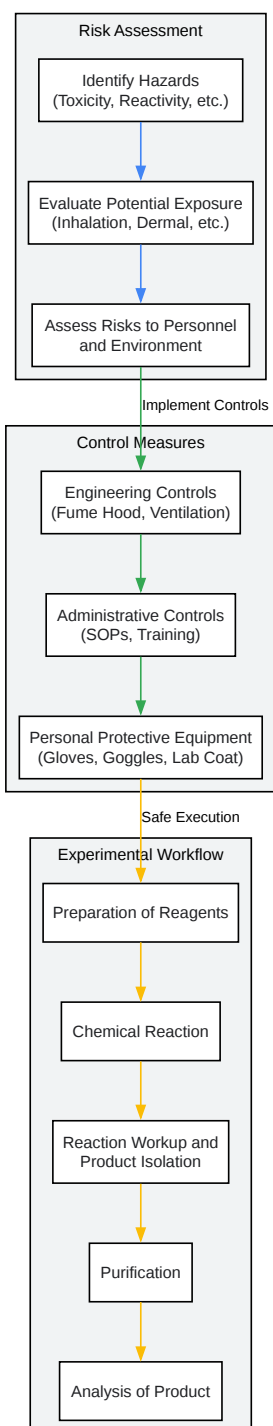 Risk Assessment
Identify Hazards
(Toxicity, Reactivity, etc.)
Evaluate Potential Exposure
(Inhalation, Dermal, etc.)
Assess Risks to Personnel
and Environment
Implement Controls
Control Measures
Engineering Controls
(Fume Hood, Ventilation)
Administrative Controls
(SOPs, Training)
Personal Protective Equipment
(Gloves, Goggles, Lab Coat)
Safe Execution
Experimental Workflow
Preparation of Reagents
Chemical Reaction
Reaction Workup and
Product Isolation
Purification
Analysis of Product